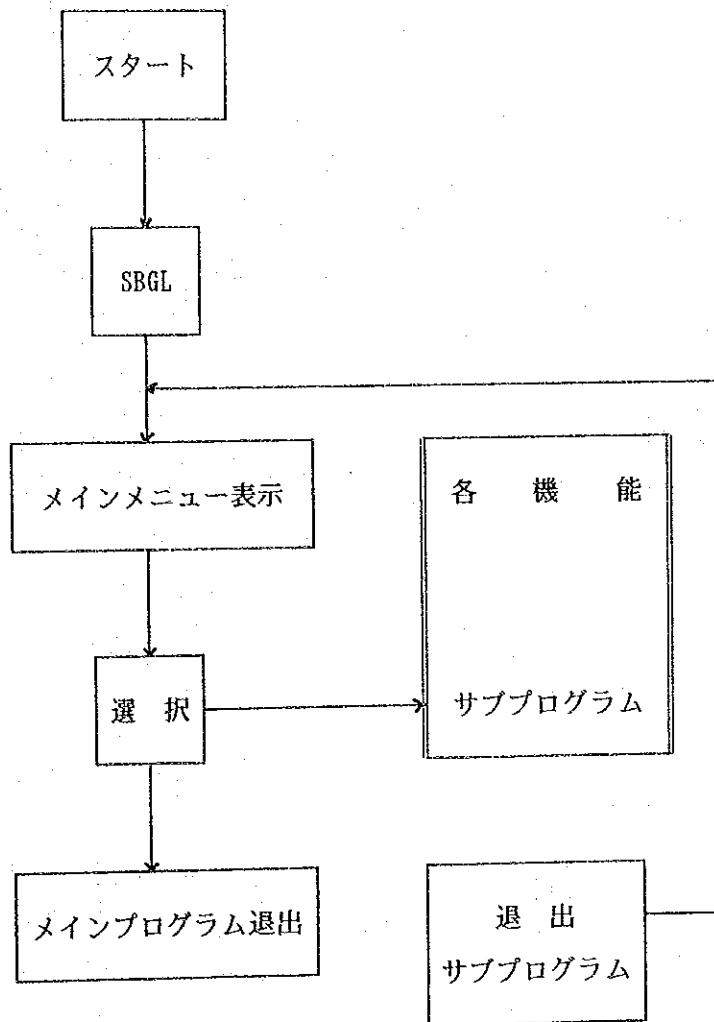 スタート
SBGL
メインメニュー表示
各 機 能
サブプログラム
選 択
メインプログラム退出
退 出
サブプログラム